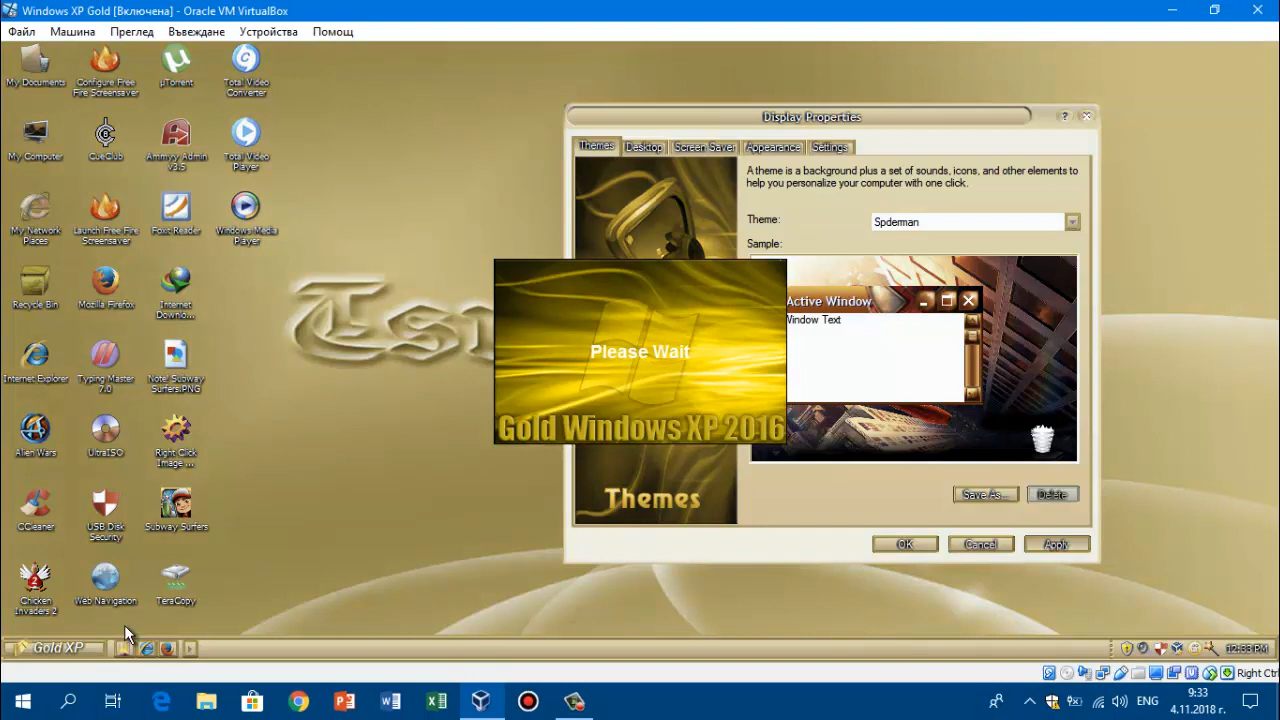 Windows XP Gold [Включена] - Oracle VM VirtualBox
Файл Машина Преглед Въвеждане Устройства Помощ
My Documents
Configure Free Fire Screensaver
µTorrent
Total Video Converter
My Computer
CueClub
Ammyy Admin v3.5
Total Video Player
My Network Places
Launch Free Fire Screensaver
Foxit Reader
Windows Media Player
Recycle Bin
Mozilla Firefox
Internet Downlo...
Internet Explorer
Typing Master 7.0
Note! Subway Surfers.PNG
Alien Wars
UltraISO
Right Click Image ...
CCleaner
USB Disk Security
Subway Surfers
Chicken Invaders 2
Web Navigation
TeraCopy
Display Properties
Themes Desktop Screen Saver Appearance Settings
A theme is a background plus a set of sounds, icons, and other elements to
help you personalize your computer with one click.
Theme: Spderman
Sample:
Active Window
Window Text
Please Wait
Gold Windows XP 2016
Themes
Save As... Delete
OK Cancel Apply
Gold XP
12:33 PM
Right Ctrl
ENG
9:33
4.11.2018 г.